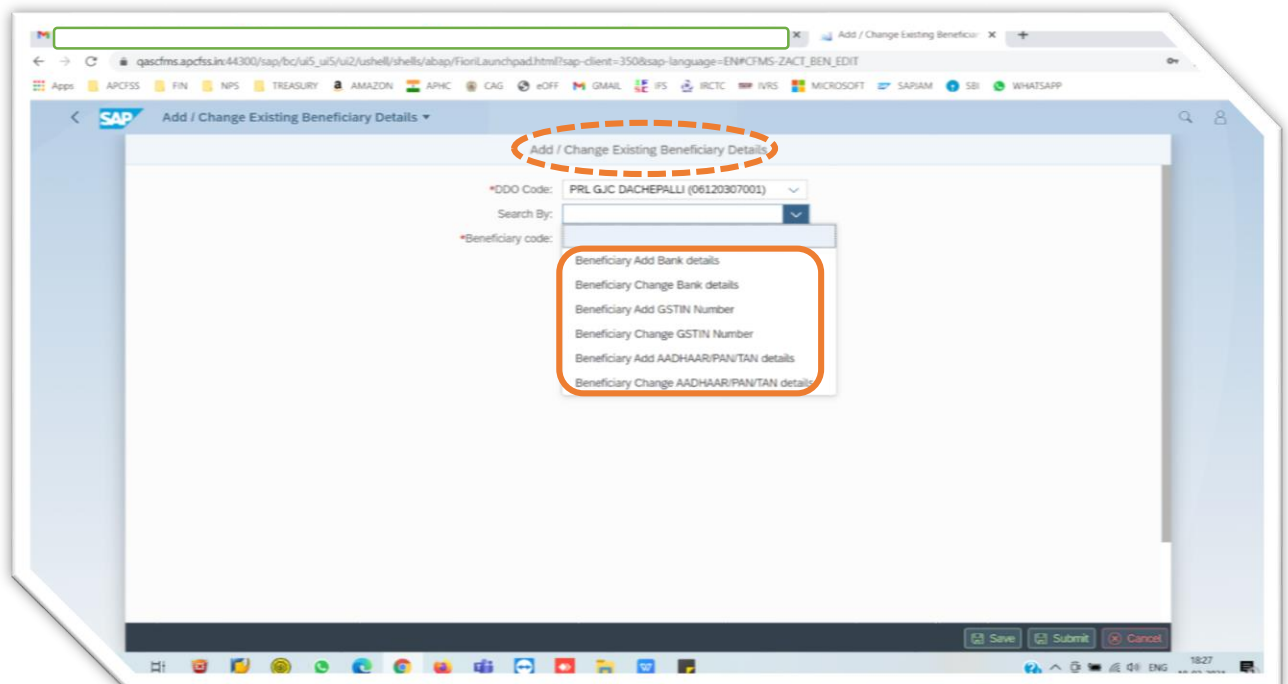 Add / Change Existing Beneficiar
qascfms.apcfss.in:44300/sap/bc/ui5_ui5/ui2/ushell/shells/abap/FioriLaunchpad.html?sap-client=350&sap-language=EN#CFMS-ZACT_BEN_EDIT
Apps APCFSS FIN NPS TREASURY AMAZON APHC CAG eOFF GMAIL IFS IRCTC IVRS MICROSOFT SAPJAM SBI WHATSAPP
SAP Add / Change Existing Beneficiary Details
Add / Change Existing Beneficiary Details
*DDO Code: PRL GJC DACHEPALLI (06120307001)
Search By:
*Beneficiary code:
Beneficiary Add Bank details
Beneficiary Change Bank details
Beneficiary Add GSTIN Number
Beneficiary Change GSTIN Number
Beneficiary Add AADHAAR/PAN/TAN details
Beneficiary Change AADHAAR/PAN/TAN details
Save Submit Cancel
ENG 18:27